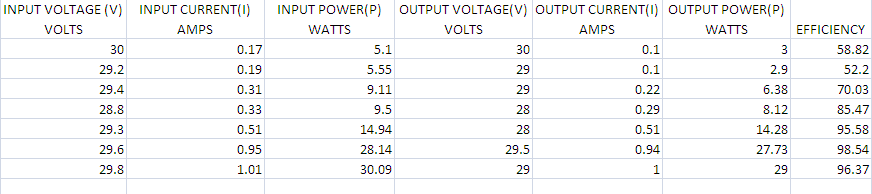 INPUT VOLTAGE (V) INPUT CURRENT(I) INPUT POWER(P) OUTPUT VOLTAGE(V) OUTPUT CURRENT(I) OUTPUT POWER(P)
VOLTS AMPS WATTS VOLTS AMPS WATTS EFFICIENCY
30 0.17 5.1 30 0.1 3 58.82
29.2 0.19 5.55 29 0.1 2.9 52.2
29.4 0.31 9.11 29 0.22 6.38 70.03
28.8 0.33 9.5 28 0.29 8.12 85.47
29.3 0.51 14.94 28 0.51 14.28 95.58
29.6 0.95 28.14 29.5 0.94 27.73 98.54
29.8 1.01 30.09 29 1 29 96.37